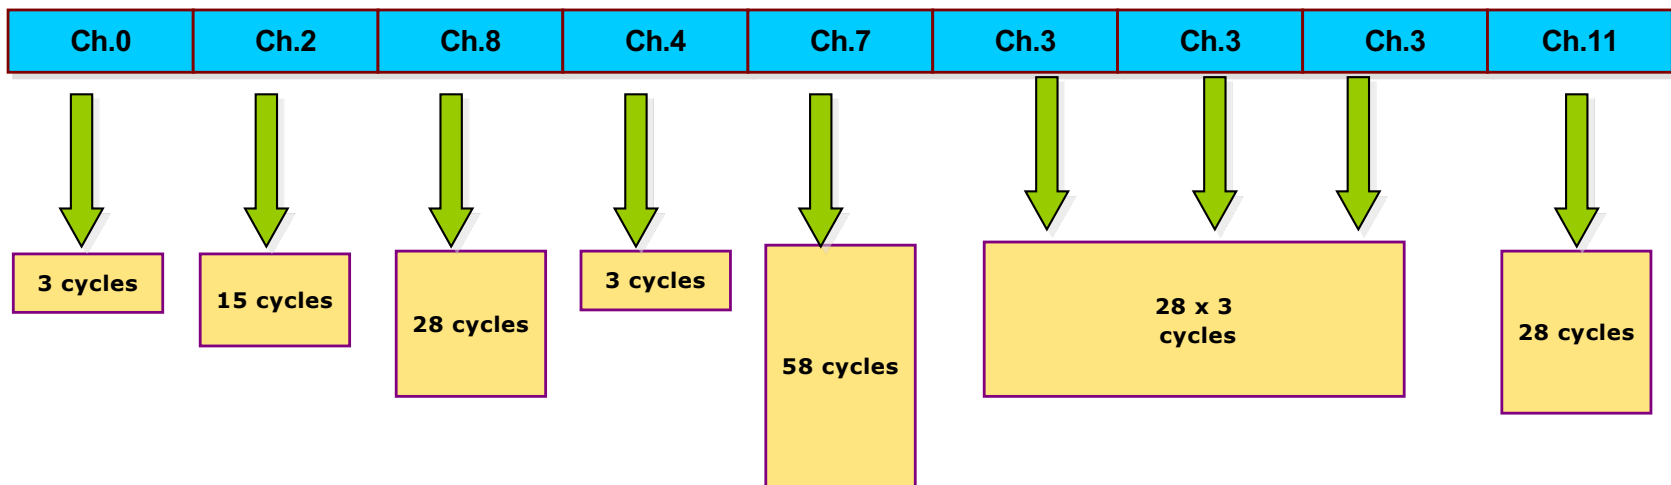 Ch.0 Ch.2 Ch.8 Ch.4 Ch.7 Ch.3 Ch.3 Ch.3 Ch.11
3 cycles
15 cycles
28 cycles
3 cycles
58 cycles
28 x 3
cycles
28 cycles